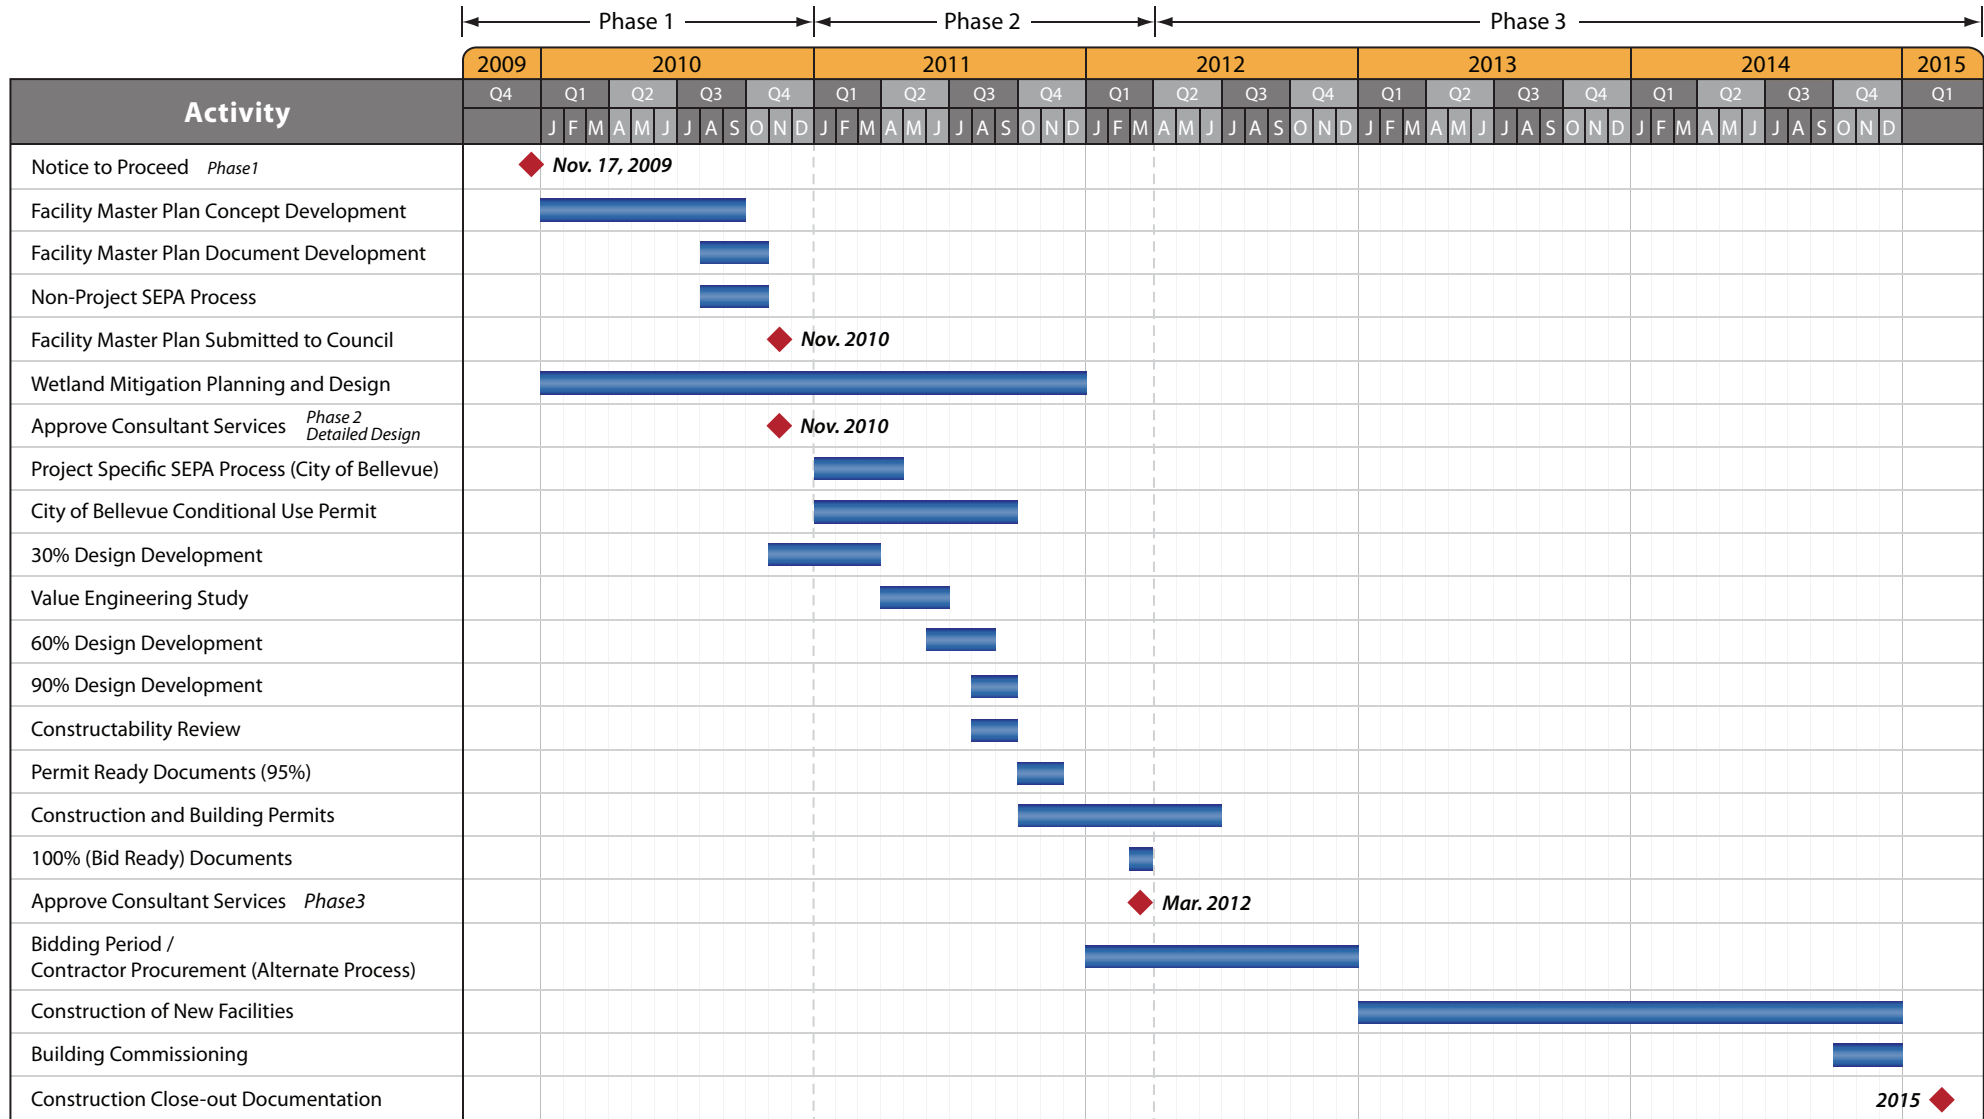 Phase 1 Phase 2 Phase 3
2009 2010 2011 2012 2013 2014 2015
Activity
Q4 Q1 Q2 Q3 Q4 Q1 Q2 Q3 Q4 Q1 Q2 Q3 Q4 Q1 Q2 Q3 Q4 Q1 Q2 Q3 Q4 Q1
J F M A M J J A S O N D J F M A M J J A S O N D J F M A M J J A S O N D J F M A M J J A S O N D J F M A M J J A S O N D
Notice to Proceed Phase1 Nov. 17, 2009
Facility Master Plan Concept Development
Facility Master Plan Document Development
Non-Project SEPA Process
Facility Master Plan Submitted to Council Nov. 2010
Wetland Mitigation Planning and Design
Approve Consultant Services Phase 2
Detailed Design Nov. 2010
Project Specific SEPA Process (City of Bellevue)
City of Bellevue Conditional Use Permit
30% Design Development
Value Engineering Study
60% Design Development
90% Design Development
Constructability Review
Permit Ready Documents (95%)
Construction and Building Permits
100% (Bid Ready) Documents
Approve Consultant Services Phase3 Mar. 2012
Bidding Period /
Contractor Procurement (Alternate Process)
Construction of New Facilities
Building Commissioning
Construction Close-out Documentation 2015